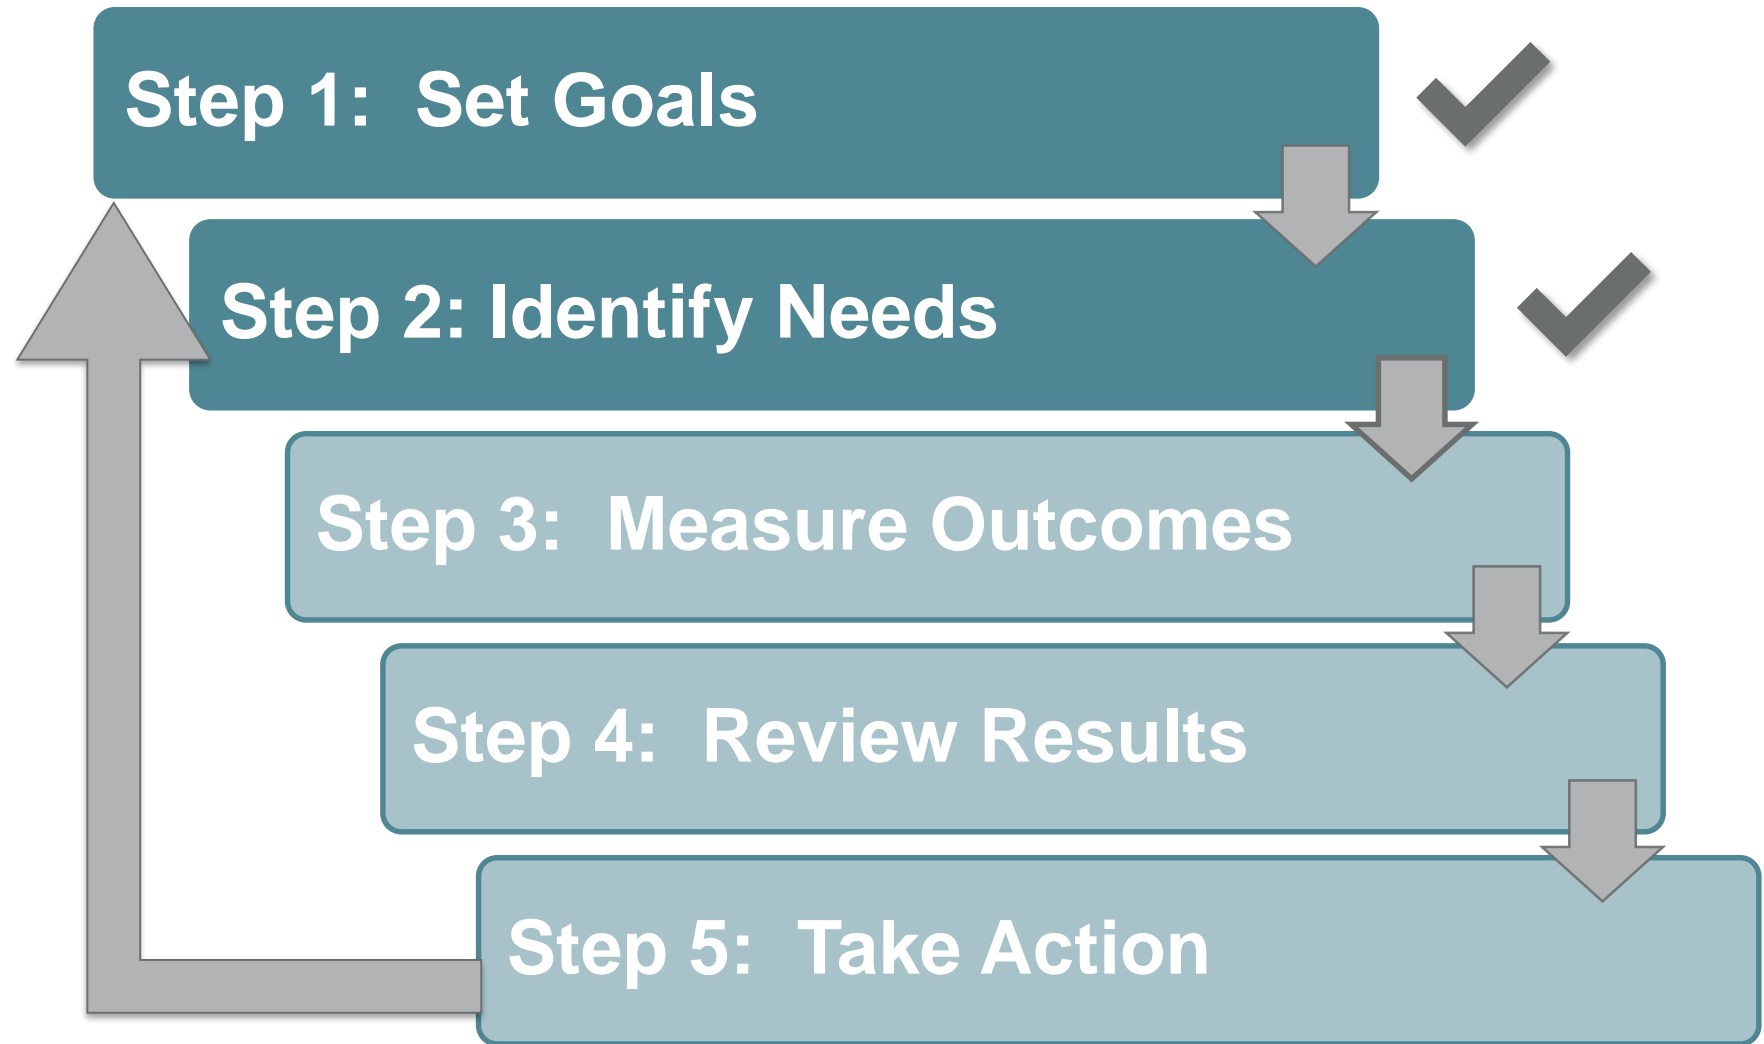 Step 1:  Set Goals
Step 2: Identify Needs
Step 3:  Measure Outcomes
Step 4:  Review Results
Step 5:  Take Action